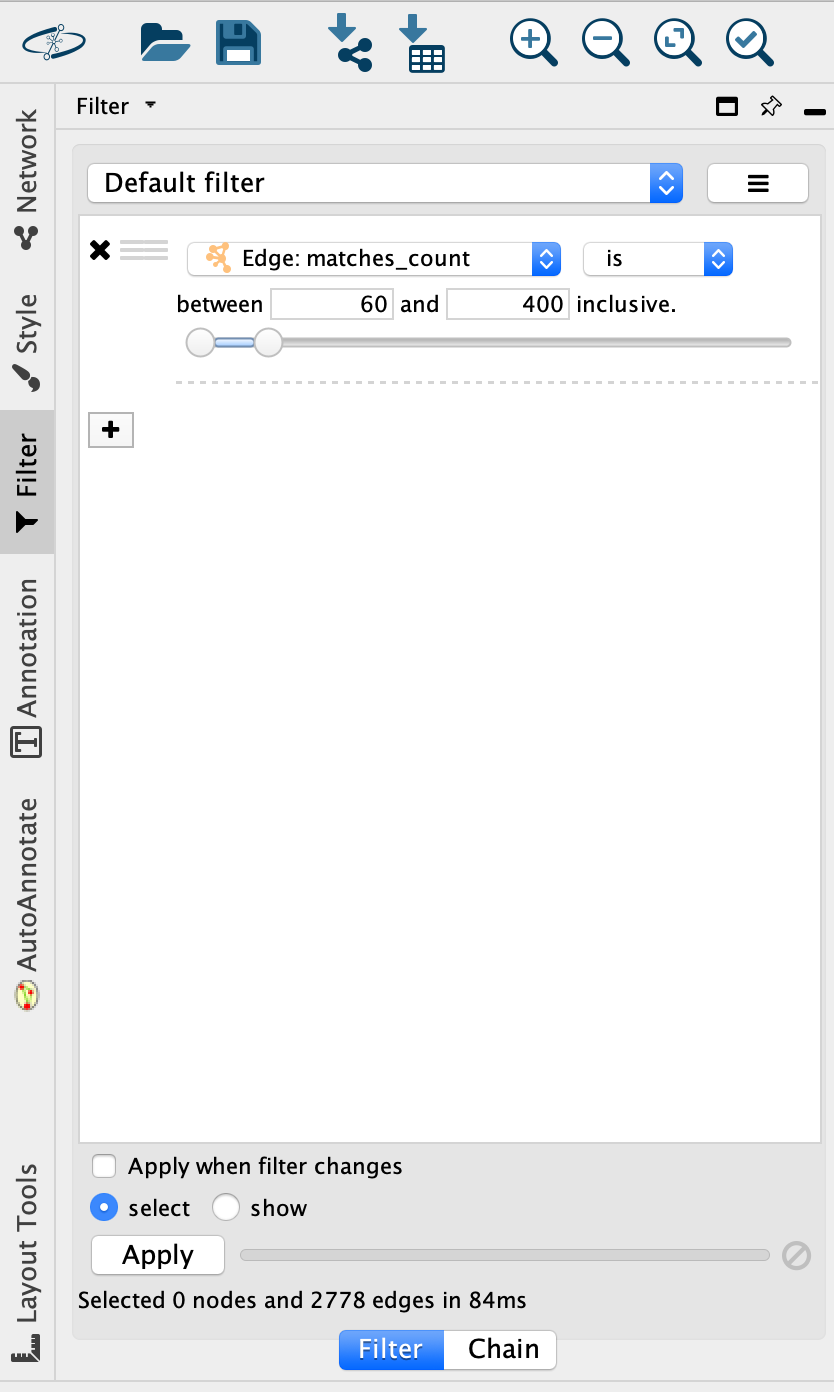 Filter
Network
Style
Filter
Annotation
AutoAnnotate
Layout Tools
Default filter
Edge: matches_count
is
between 60 and 400 inclusive.
Apply when filter changes
select show
Apply
Selected 0 nodes and 2778 edges in 84ms
Filter Chain